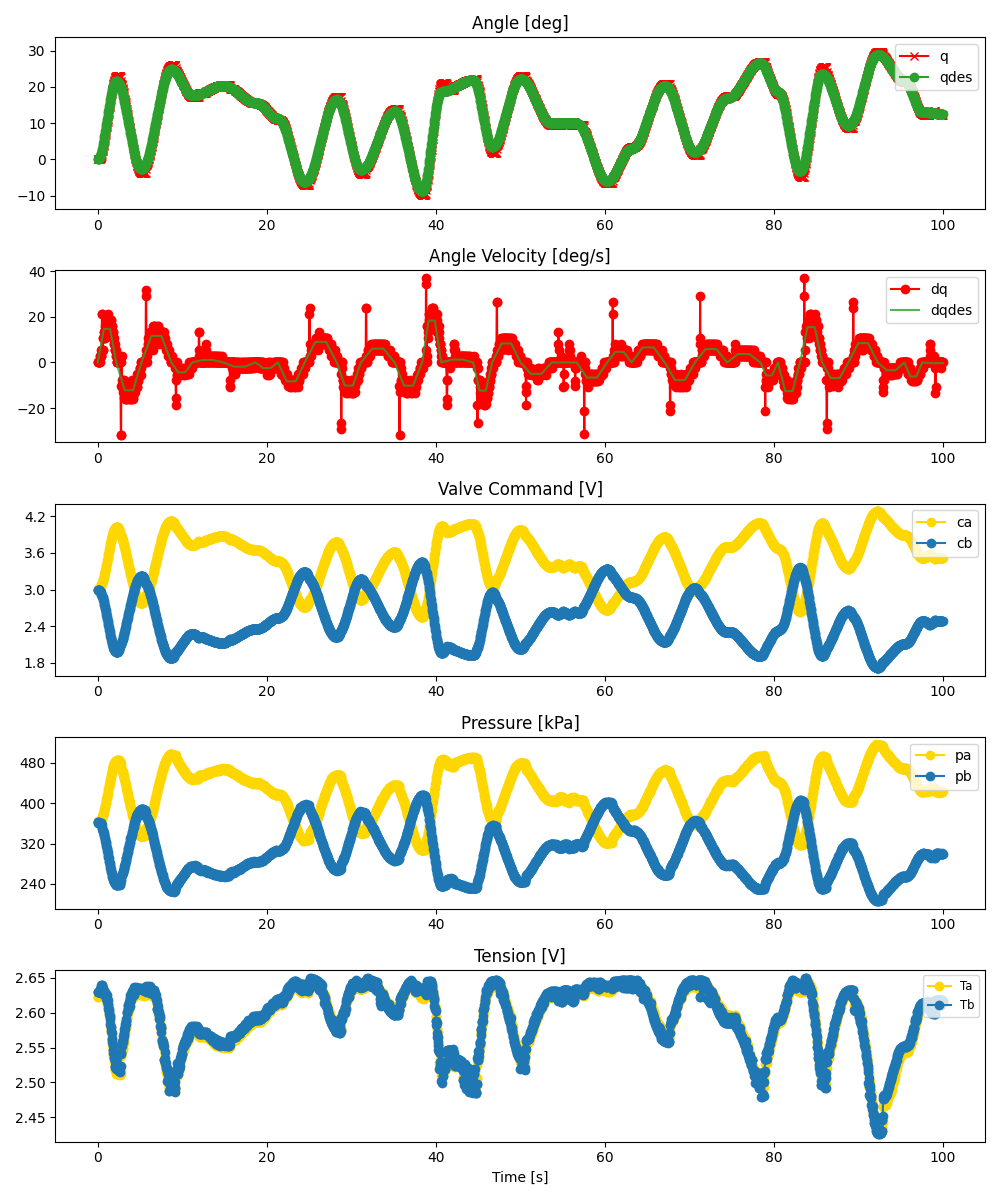 Angle [deg]
30
20
10
0
−10
q
qdes
0 20 40 60 80 100
Angle Velocity [deg/s]
40
20
0
−20
dq
dqdes
0 20 40 60 80 100
Valve Command [V]
4.2
3.6
3.0
2.4
1.8
ca
cb
0 20 40 60 80 100
Pressure [kPa]
480
400
320
240
pa
pb
0 20 40 60 80 100
Tension [V]
2.65
2.60
2.55
2.50
2.45
Ta
Tb
0 20 40 60 80 100
Time [s]